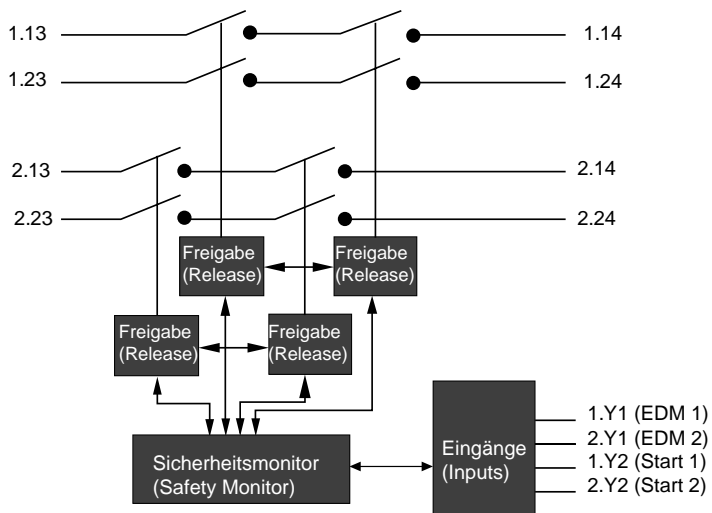 1.13
1.14
1.23
1.24
2.13
2.14
2.23
2.24
Freigabe
(Release)
Freigabe
(Release)
Freigabe
(Release)
Freigabe
(Release)
Sicherheitsmonitor
(Safety Monitor)
Eingänge
(Inputs)
1.Y1 (EDM 1)
2.Y1 (EDM 2)
1.Y2 (Start 1)
2.Y2 (Start 2)